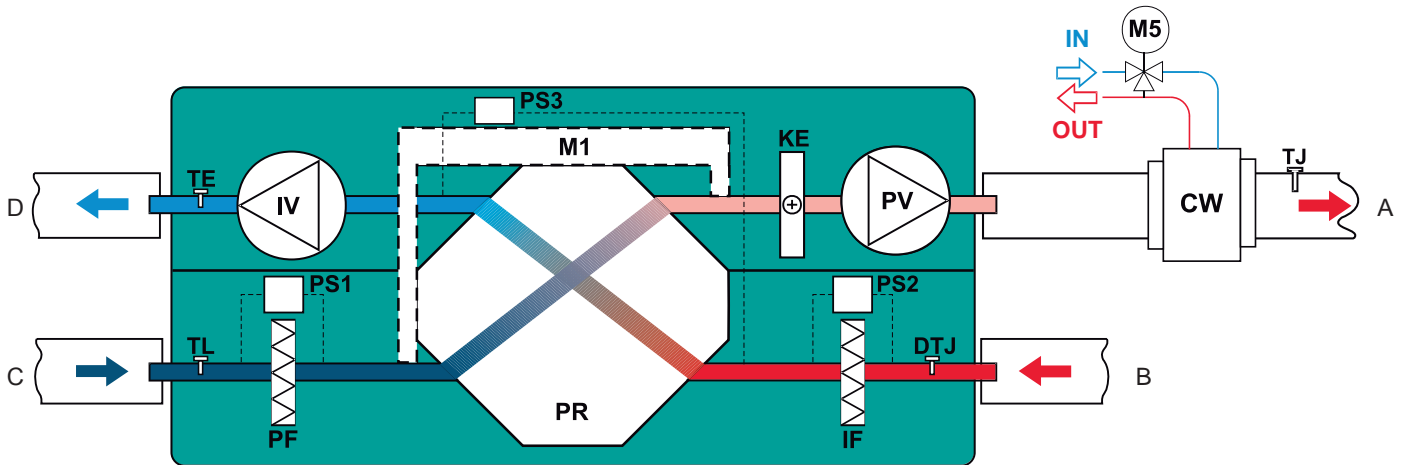 M5
IN
OUT
PS3
M1
KE
TJ
TE
D
IV
PV
CW
A
PS1
PS2
TL
DTJ
C
B
PR
PF
IF